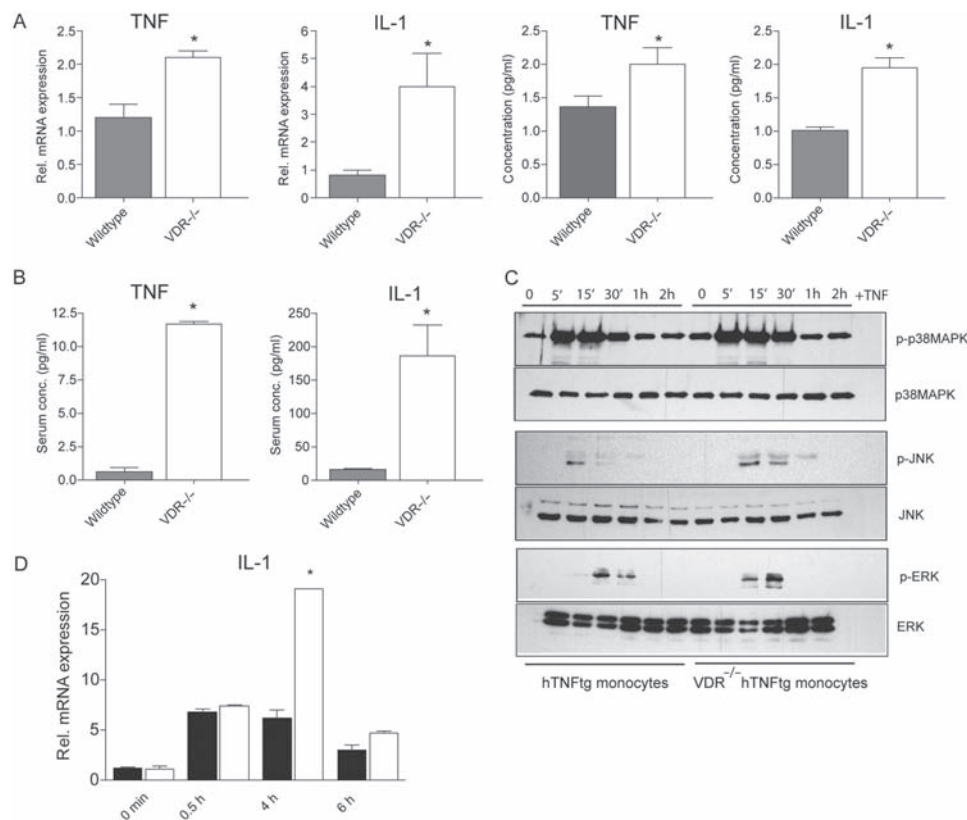 A
TNF
Rel. mRNA expression
2.5
2.0
1.5
1.0
0.5
0.0
Wildtype
VDR-/-
*
IL-1
Rel. mRNA expression
6
5
4
3
2
1
0
Wildtype
VDR-/-
*
TNF
Concentration (pg/ml)
2.5
2.0
1.5
1.0
0.5
0.0
Wildtype
VDR-/-
*
IL-1
Concentration (pg/ml)
2.5
2.0
1.5
1.0
0.5
0.0
Wildtype
VDR-/-
*
B
TNF
Serum conc. (pg/ml)
12.5
10.0
7.5
5.0
2.5
0.0
Wildtype
VDR-/-
*
IL-1
Serum conc. (pg/ml)
250
200
150
100
50
0
Wildtype
VDR-/-
*
C
0 5' 15' 30' 1h 2h 0 5' 15' 30' 1h 2h +TNF
p-p38MAPK
p38MAPK
p-JNK
JNK
p-ERK
ERK
hTNFtg monocytes
VDR-/- hTNFtg monocytes
D
IL-1
Rel. mRNA expression
20
15
10
5
0
0 min
0.5 h
4 h
6 h
*